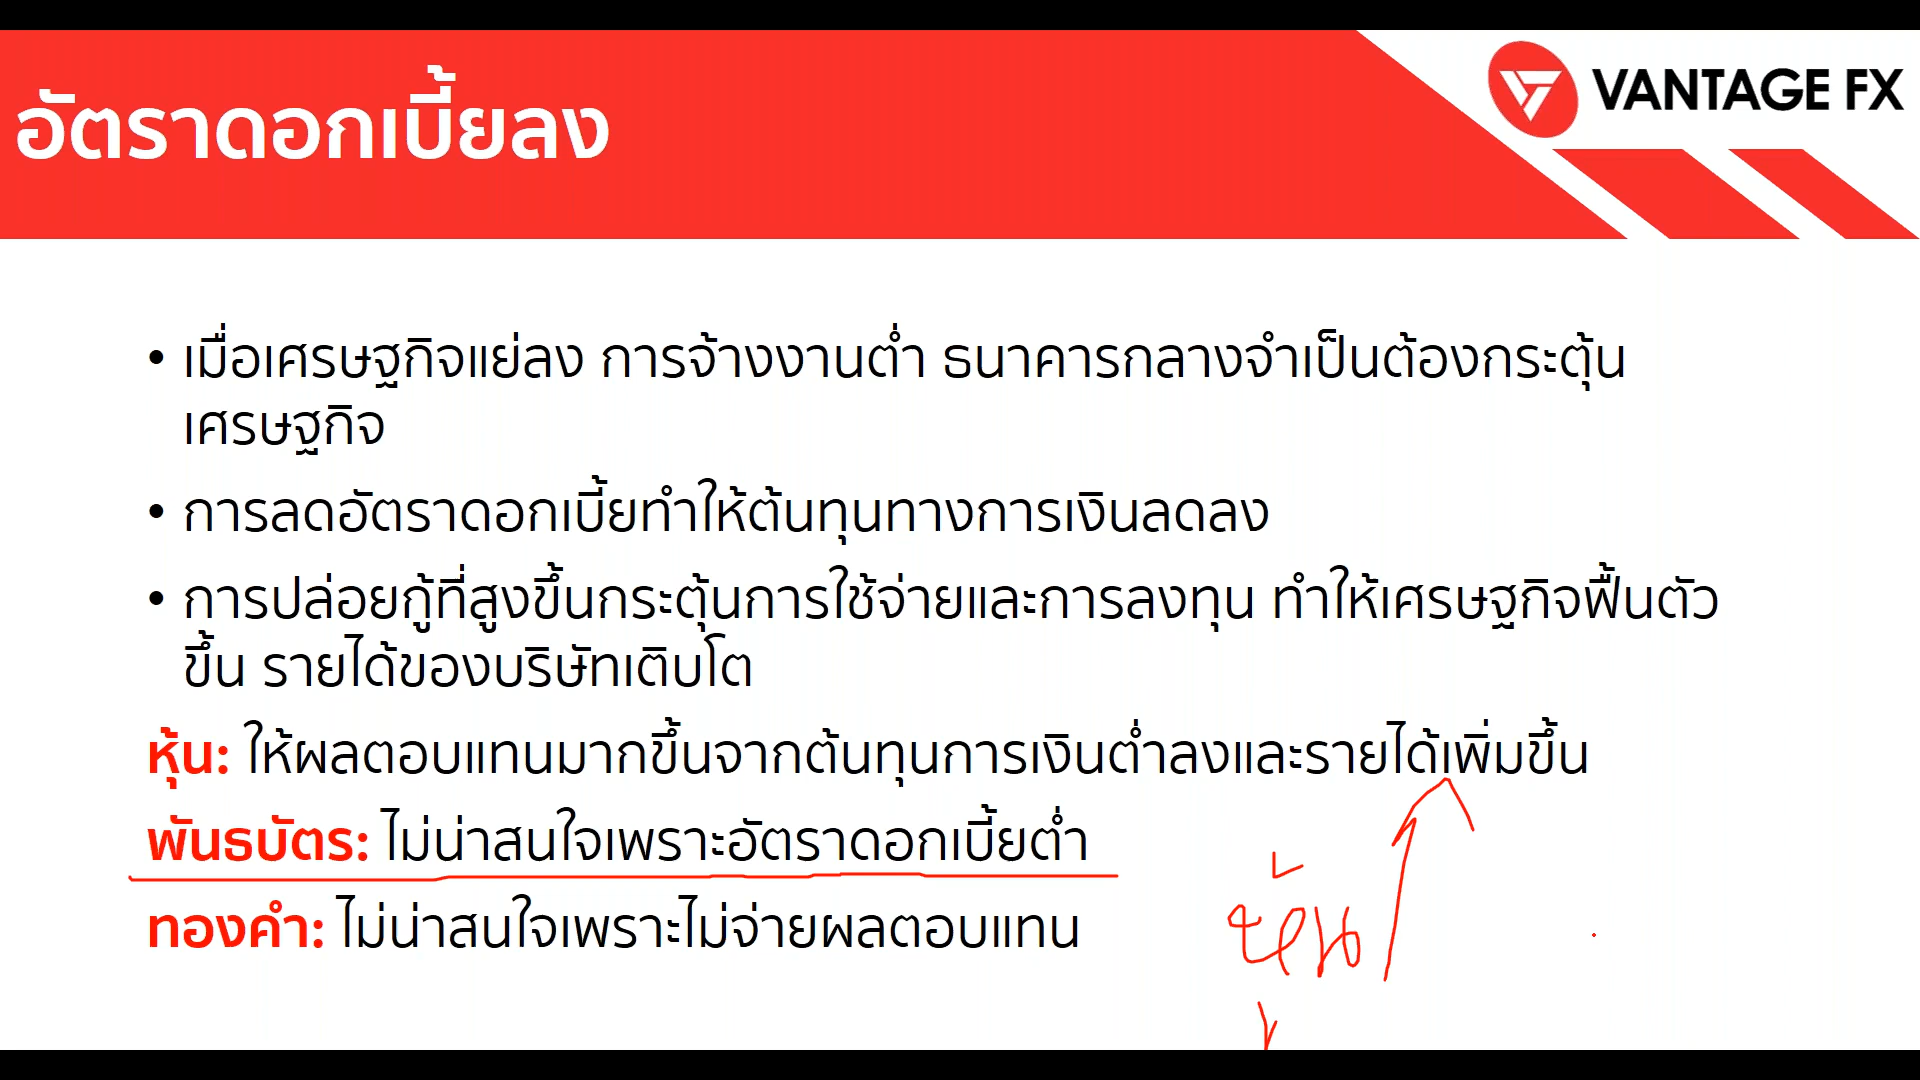 อัตราดอกเบี้ยลง
VANTAGE FX
• เมื่อเศรษฐกิจแย่ลง การจ้างงานต่ำ ธนาคารกลางจำเป็นต้องกระตุ้น
เศรษฐกิจ
• การลดอัตราดอกเบี้ยทำให้ต้นทุนทางการเงินลดลง
• การปล่อยกู้ที่สูงขึ้นกระตุ้นการใช้จ่ายและการลงทุน ทำให้เศรษฐกิจฟื้นตัว
ขึ้น รายได้ของบริษัทเติบโต
หุ้น: ให้ผลตอบแทนมากขึ้นจากต้นทุนการเงินต่ำลงและรายได้เพิ่มขึ้น
พันธบัตร: ไม่น่าสนใจเพราะอัตราดอกเบี้ยต่ำ
ทองคำ: ไม่น่าสนใจเพราะไม่จ่ายผลตอบแทน